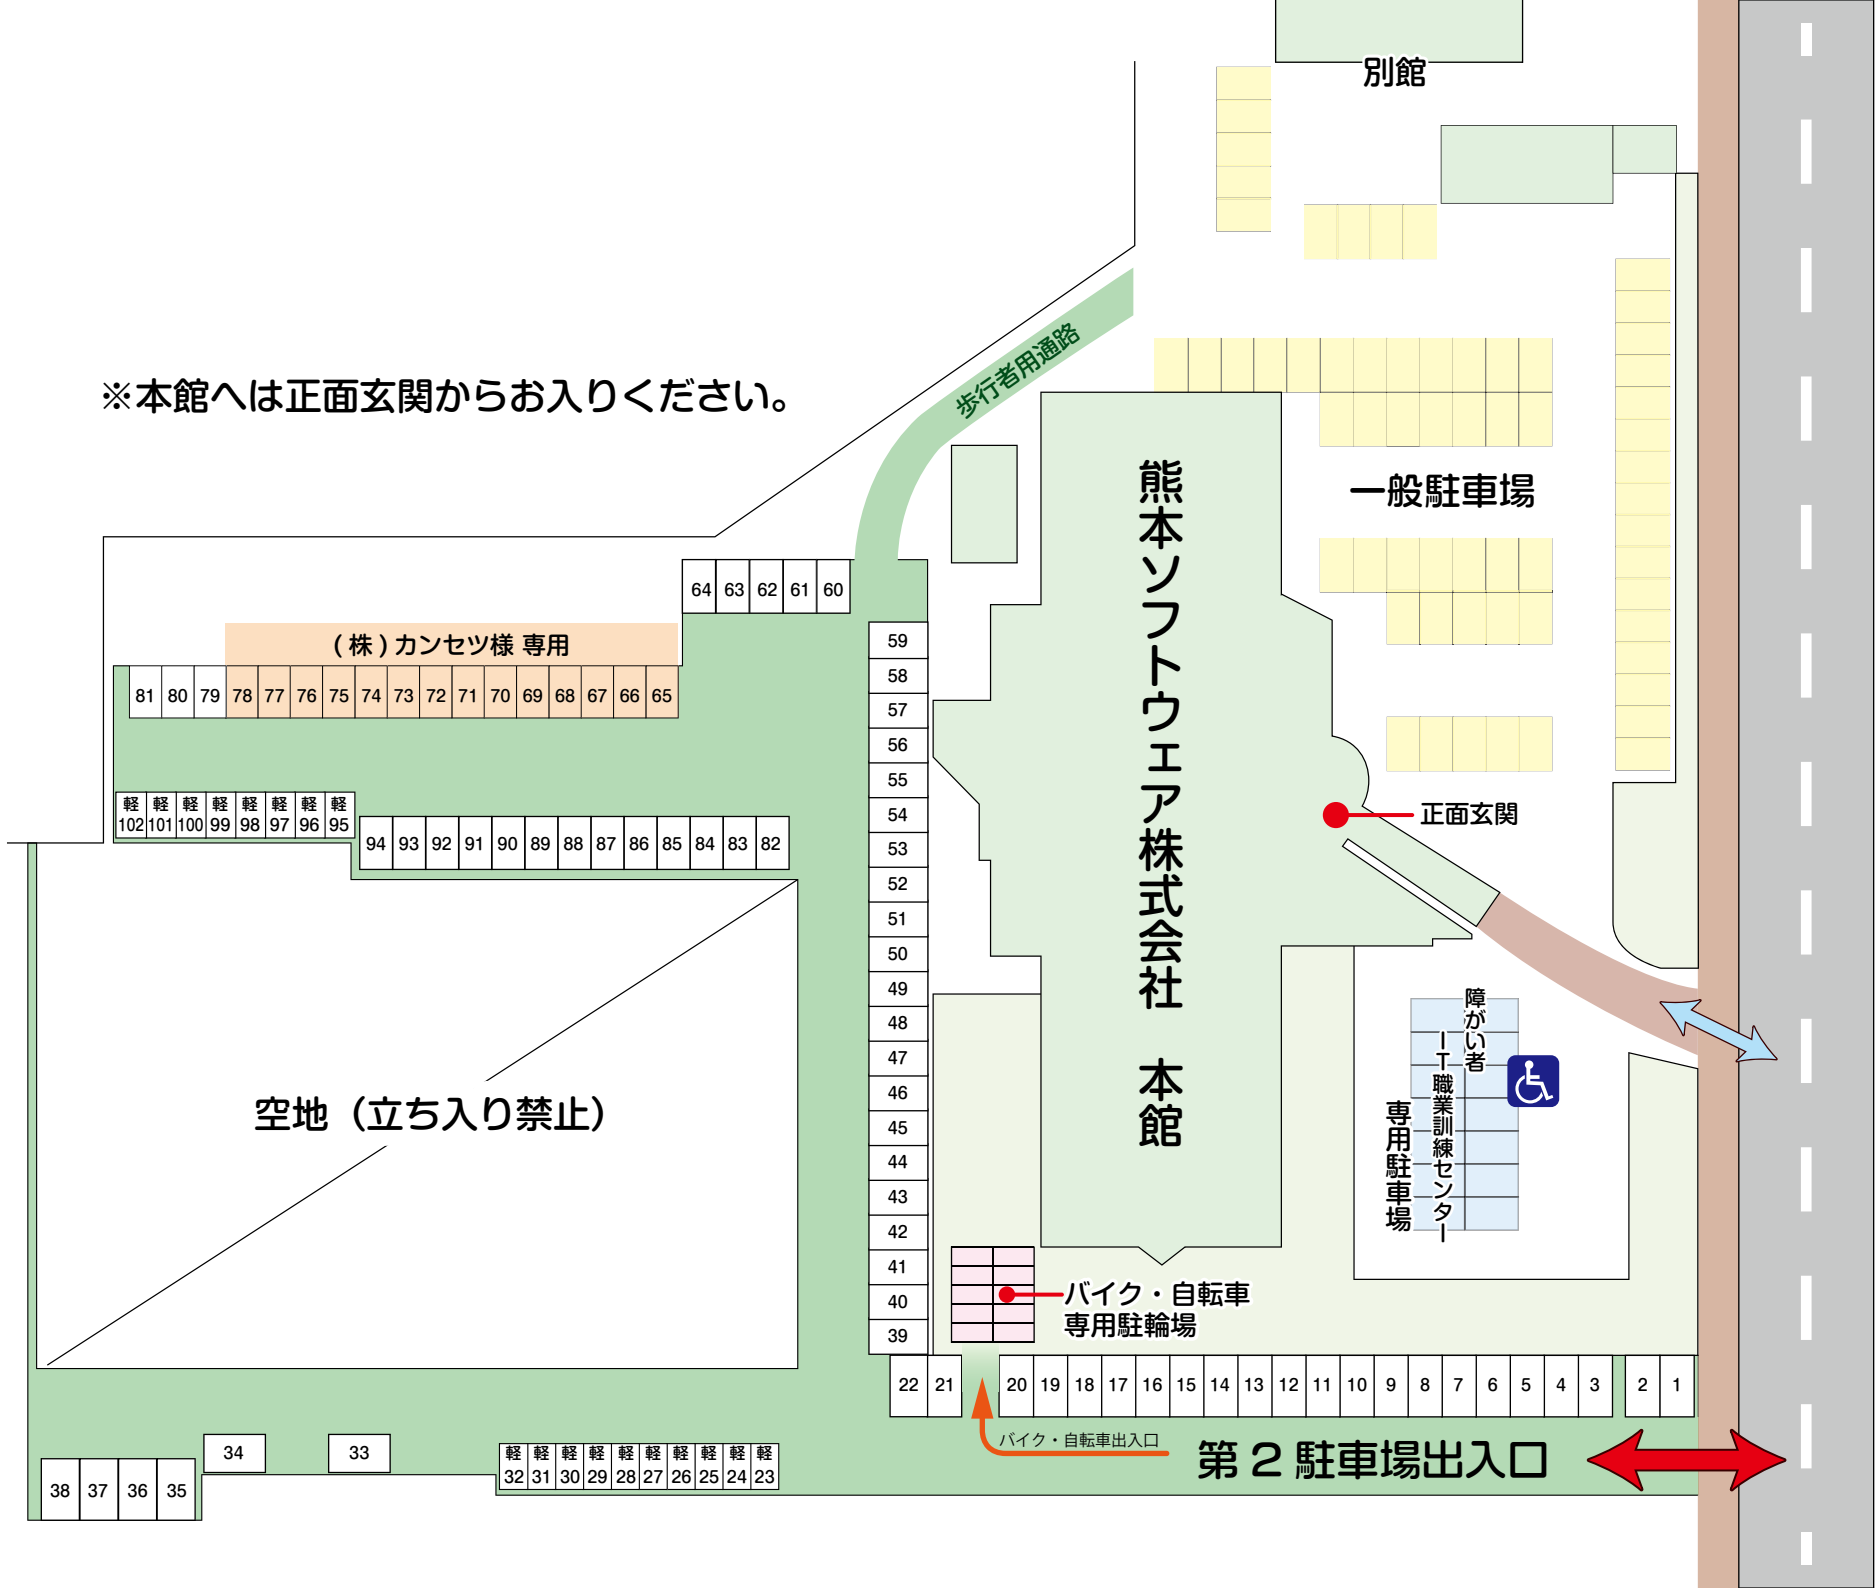 別館
歩行者用通路
※本館へは正面玄関からお入りください。
熊本ソフトウェア株式会社 本館
一般駐車場
64 63 62 61 60
(株)カンセツ様 専用
81 80 79 78 77 76 75 74 73 72 71 70 69 68 67 66 65
59
58
57
56
55
54
53
52
51
50
49
48
47
46
45
44
43
42
41
40
39
軽 軽 軽 軽 軽 軽 軽 軽
102 101 100 99 98 97 96 95
94 93 92 91 90 89 88 87 86 85 84 83 82
正面玄関
障がい者
IT職業訓練センター
専用駐車場
空地（立ち入り禁止）
バイク・自転車
専用駐輪場
22 21 20 19 18 17 16 15 14 13 12 11 10 9 8 7 6 5 4 3 2 1
バイク・自転車出入口
第2駐車場出入口
34 33
軽 軽 軽 軽 軽 軽 軽 軽 軽 軽
32 31 30 29 28 27 26 25 24 23
38 37 36 35